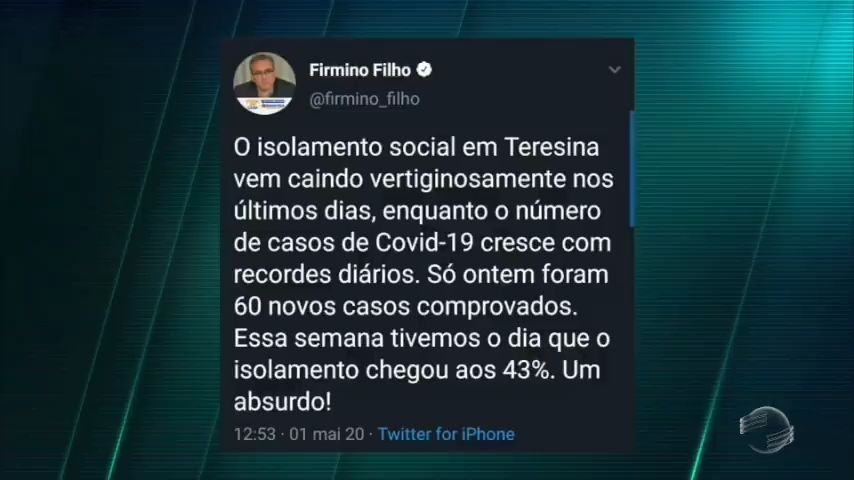 Firmino Filho
@firmino_filho
O isolamento social em Teresina
vem caindo vertiginosamente nos
últimos dias, enquanto o número
de casos de Covid-19 cresce com
recordes diários. Só ontem foram
60 novos casos comprovados.
Essa semana tivemos o dia que o
isolamento chegou aos 43%. Um
absurdo!
12:53 · 01 mai 20 · Twitter for iPhone